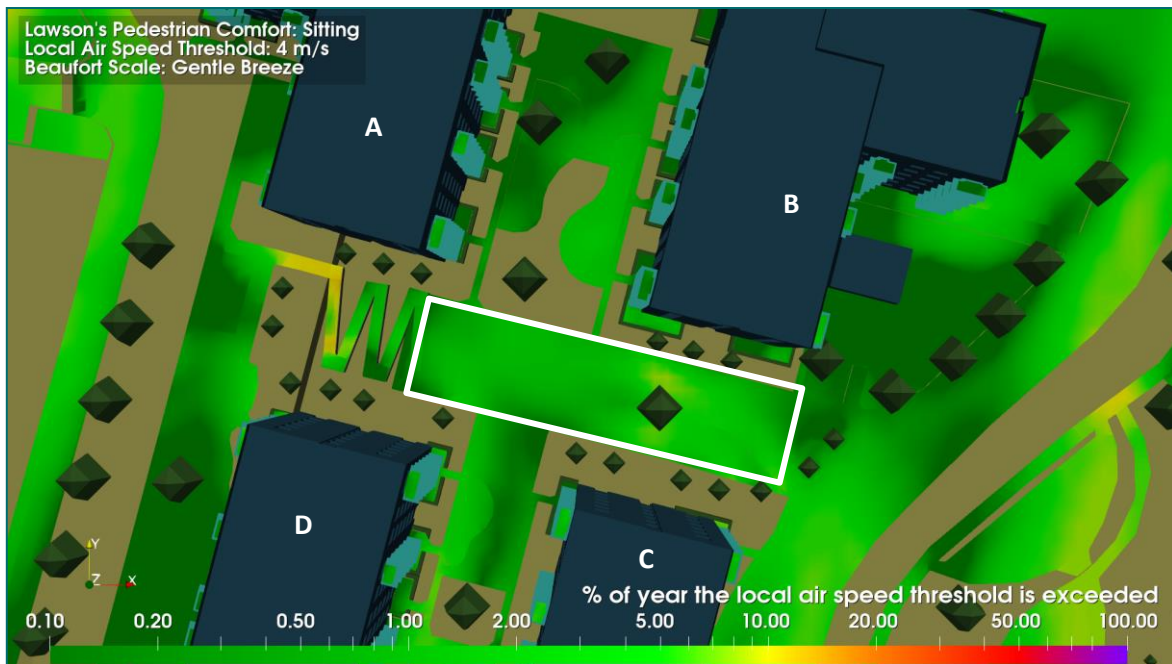 Lawson's Pedestrian Comfort: Sitting
Local Air Speed Threshold: 4 m/s
Beaufort Scale: Gentle Breeze
A
B
D
C
Y
Z X
% of year the local air speed threshold is exceeded
0.10 0.20 0.50 1.00 2.00 5.00 10.00 20.00 50.00 100.00